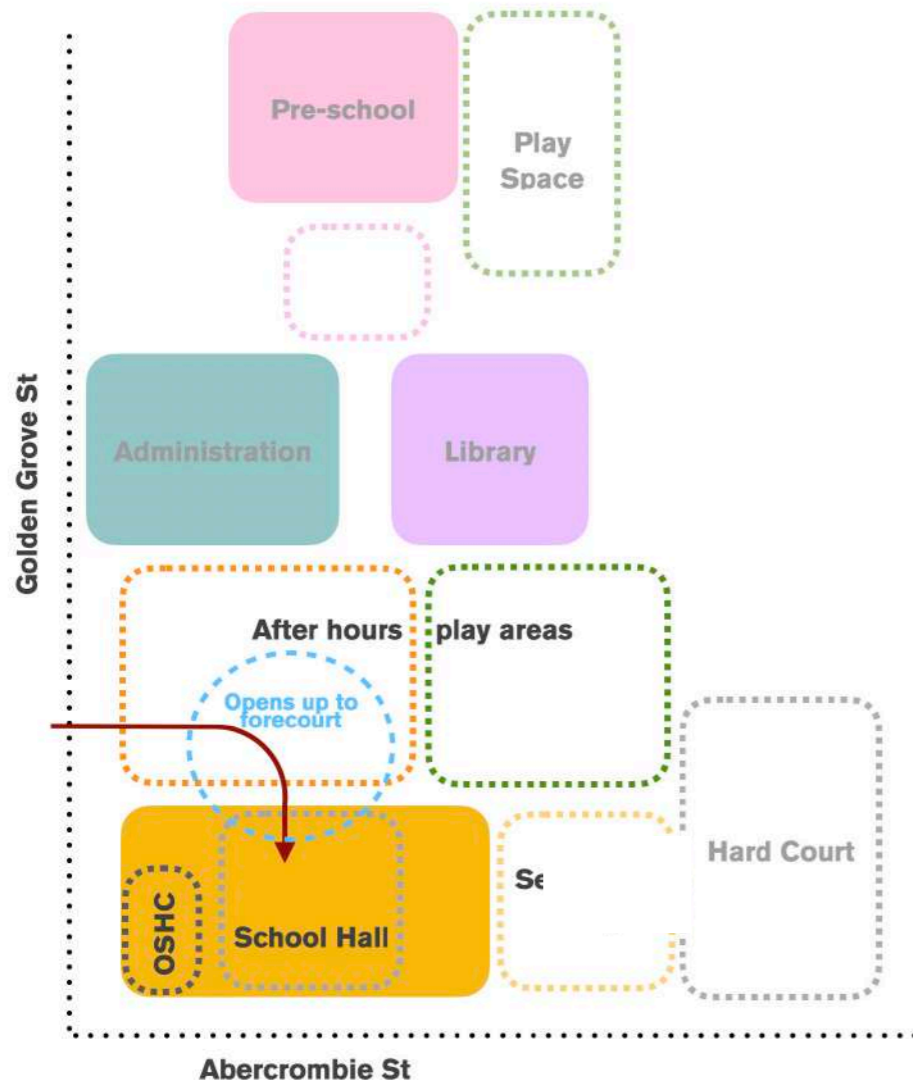 Pre-school
Play
Space
Golden Grove St
Administration
Library
After hours play areas
Opens up to
forecourt
Hard Court
OSHC
School Hall
Abercrombie St